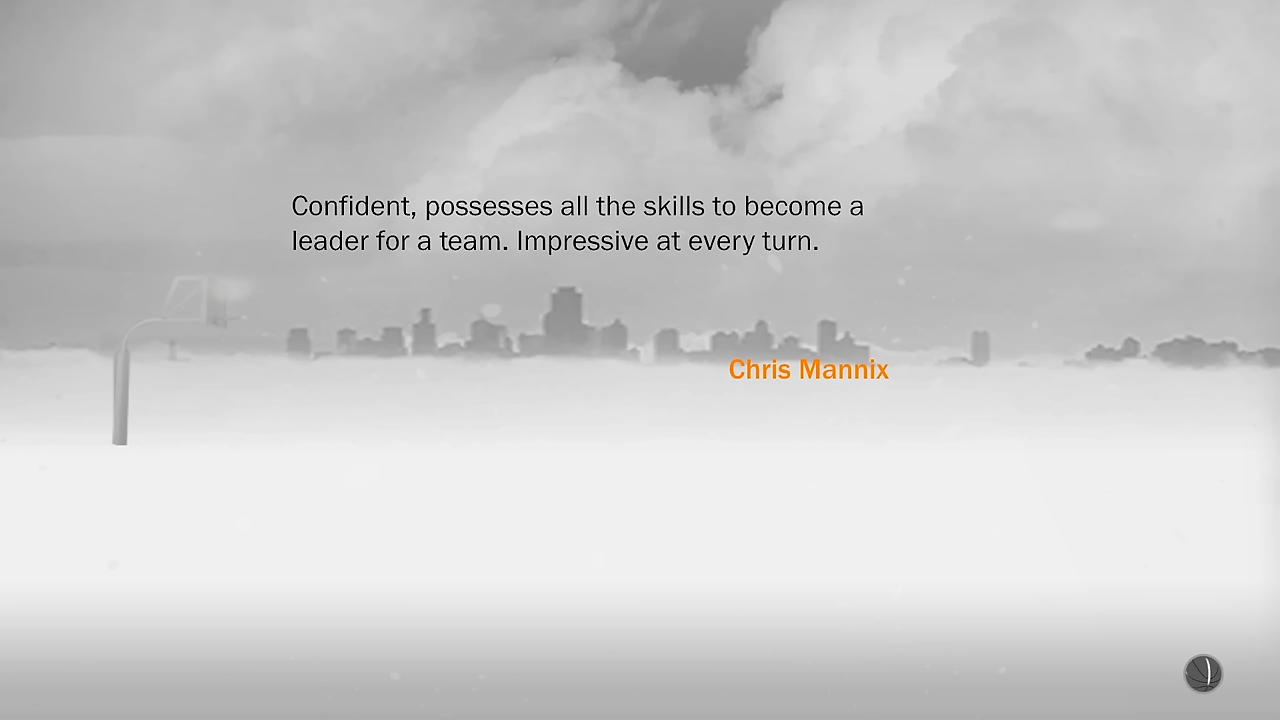 Confident, possesses all the skills to become a
leader for a team. Impressive at every turn.
Chris Mannix